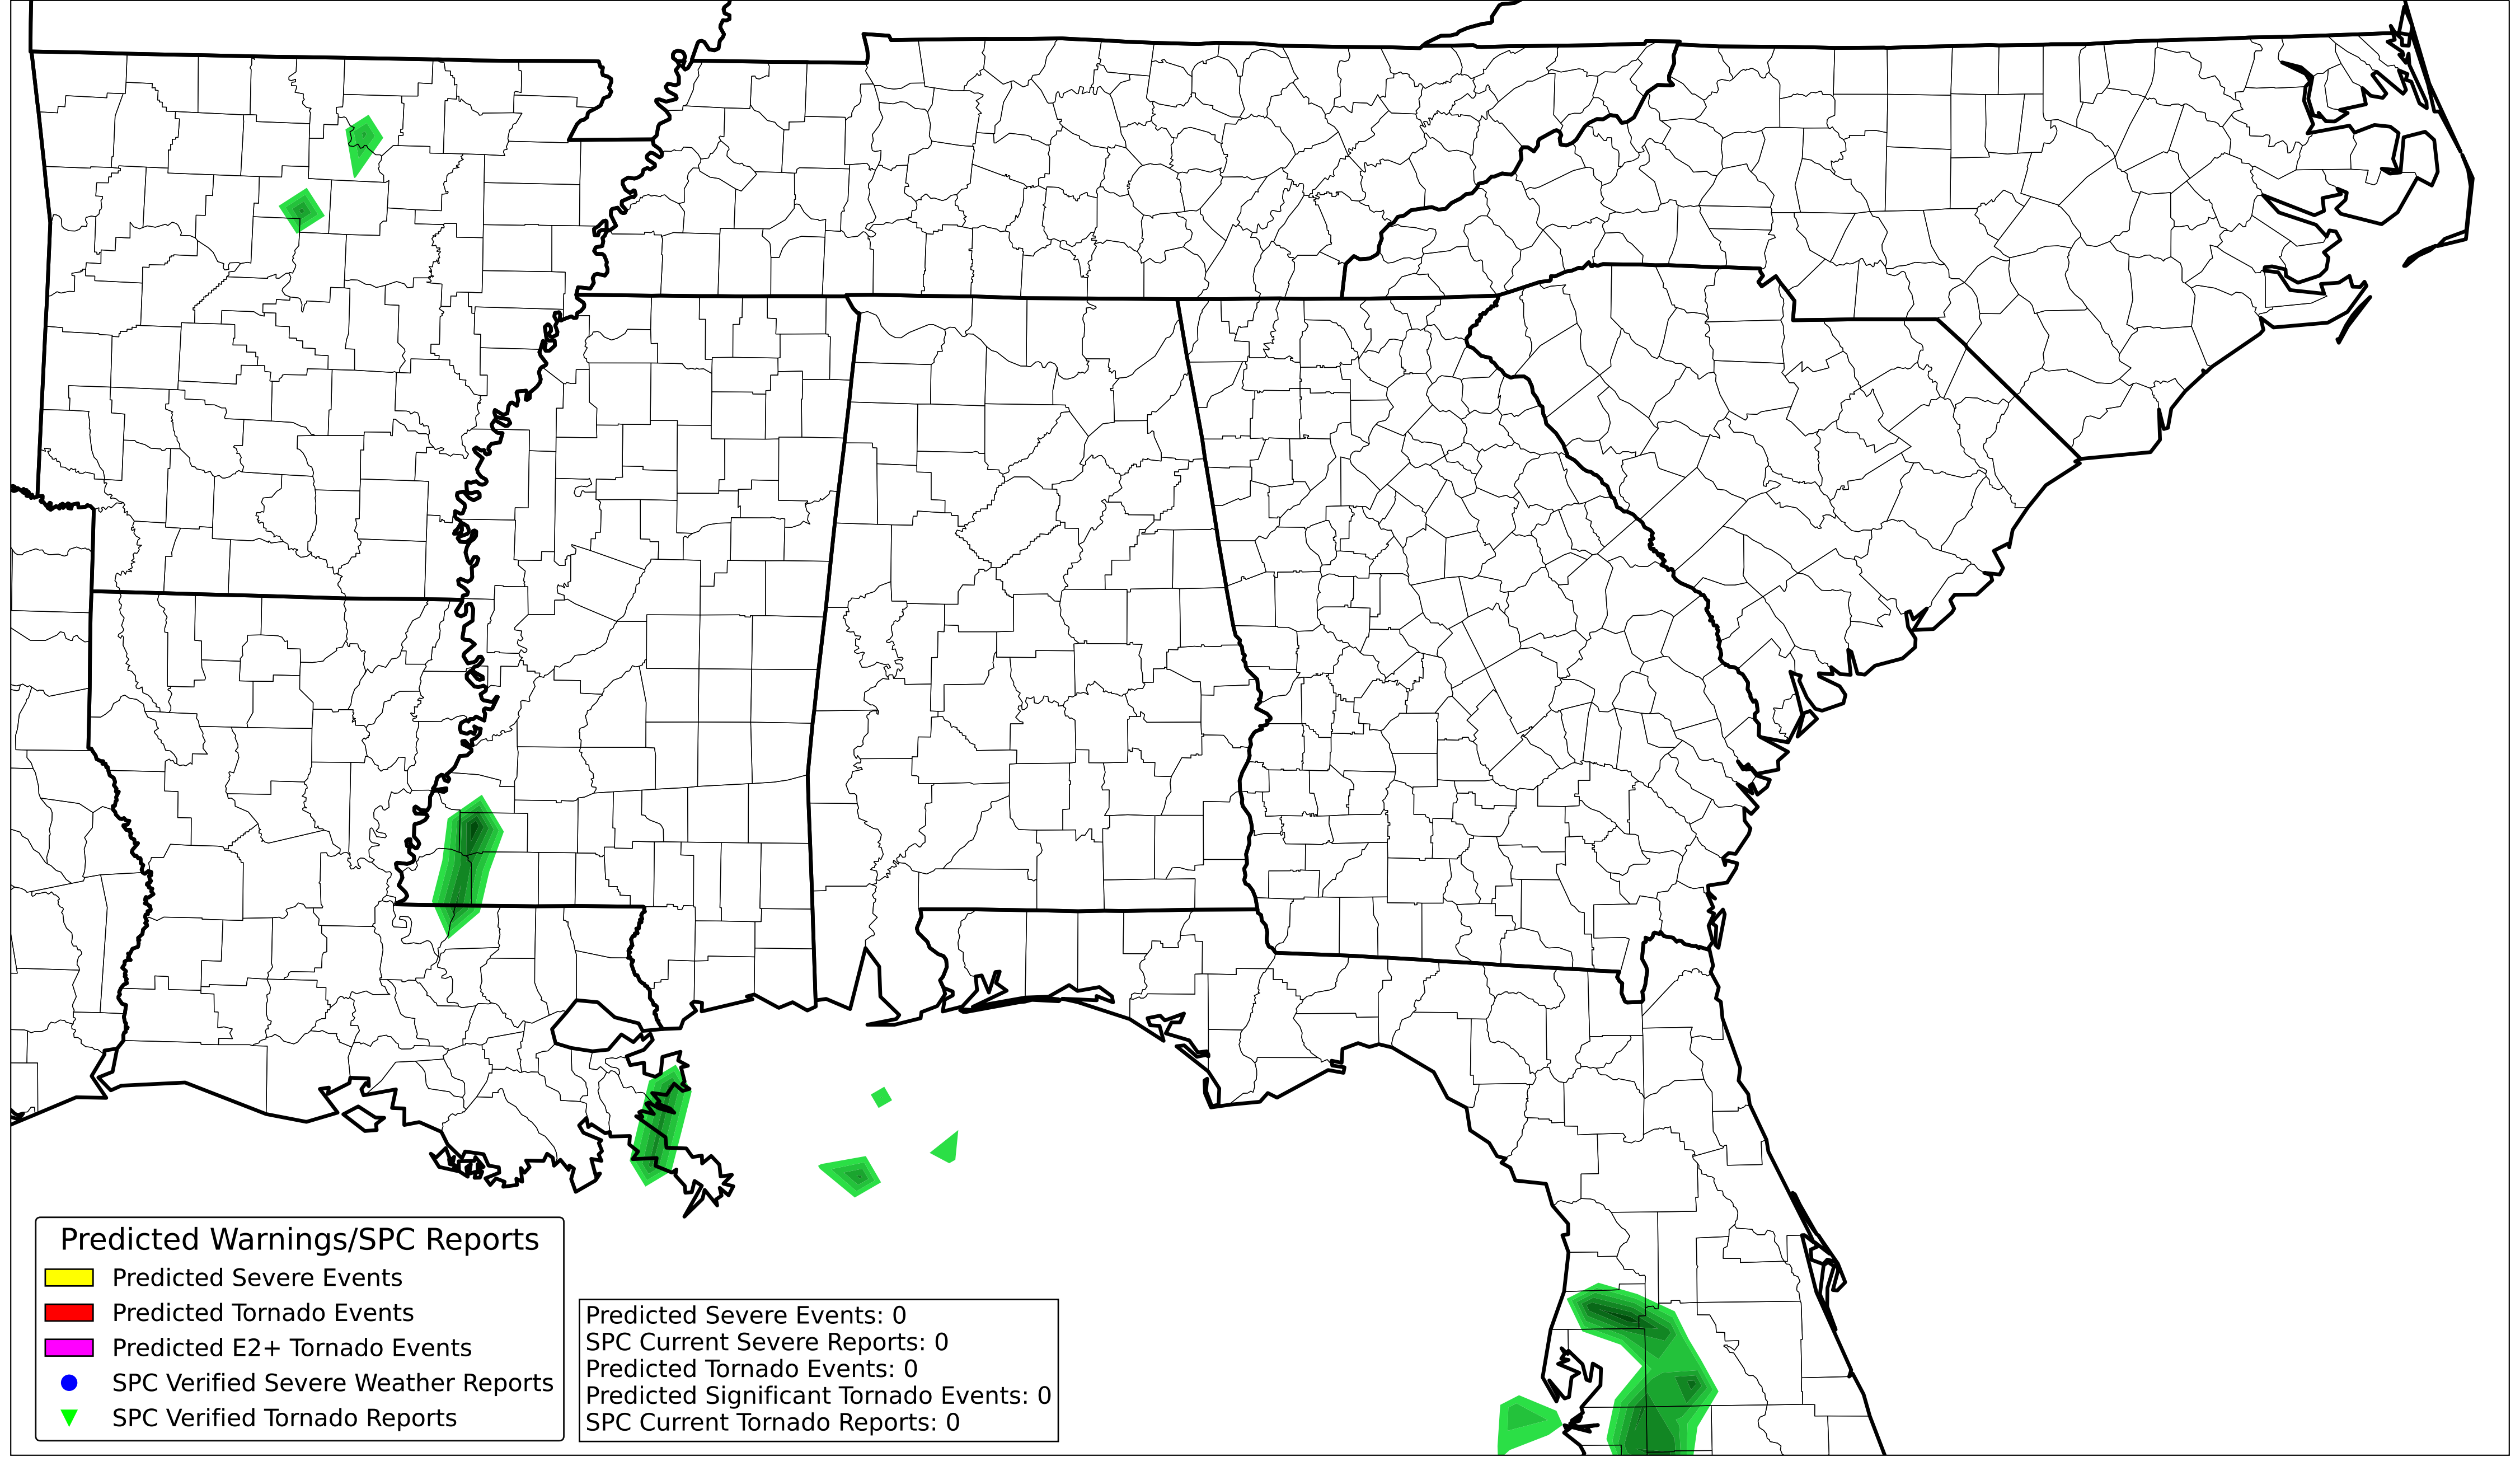 Predicted Warnings/SPC Reports
Predicted Severe Events
Predicted Tornado Events
Predicted E2+ Tornado Events
SPC Verified Severe Weather Reports
SPC Verified Tornado Reports
Predicted Severe Events: 0
SPC Current Severe Reports: 0
Predicted Tornado Events: 0
Predicted Significant Tornado Events: 0
SPC Current Tornado Reports: 0